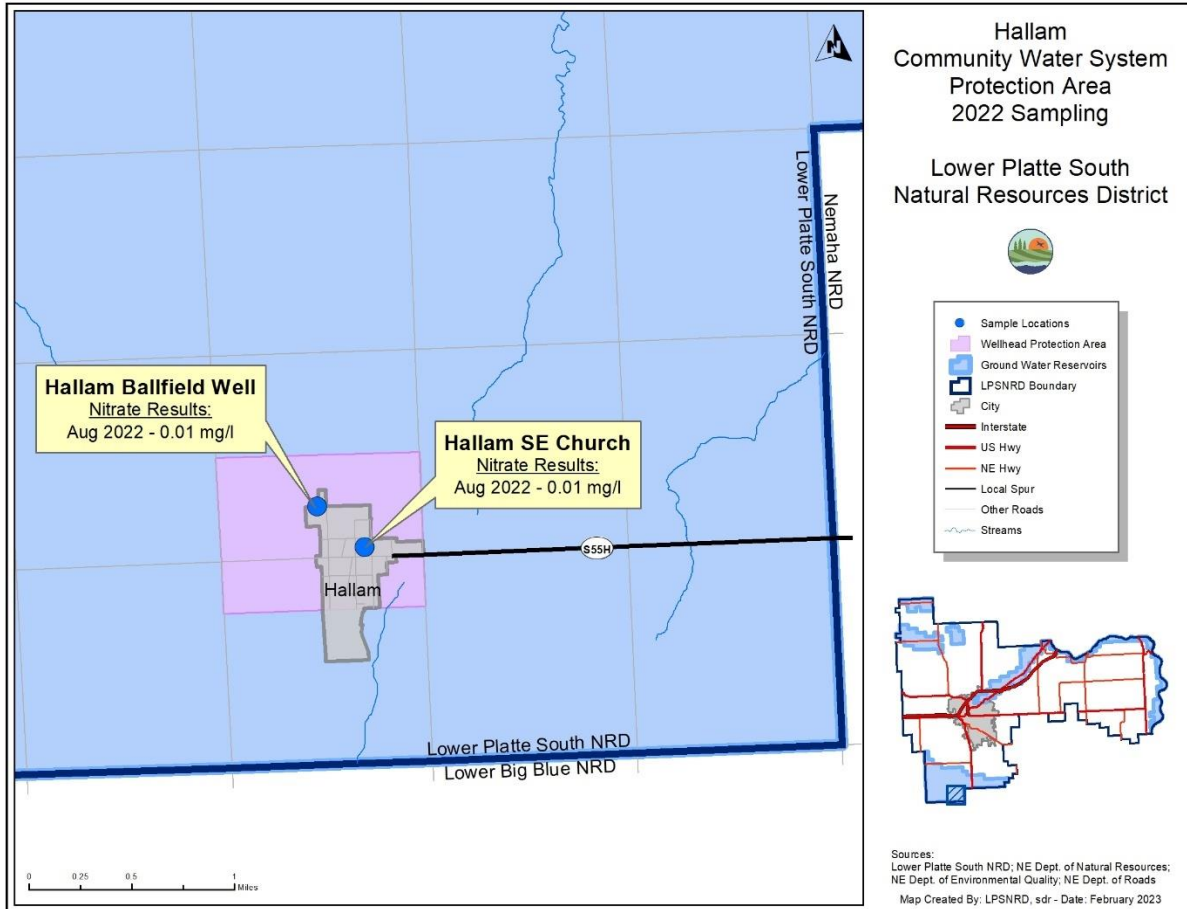 Hallam
Community Water System
Protection Area
2022 Sampling
Lower Platte South
Natural Resources District
N
Lower Platte South NRD
Nemaha NRD
Hallam Ballfield Well
Nitrate Results:
Aug 2022 - 0.01 mg/l
Hallam SE Church
Nitrate Results:
Aug 2022 - 0.01 mg/l
S55H
Hallam
Lower Platte South NRD
Lower Big Blue NRD
0 0.25 0.5 1
Miles
Sample Locations
Wellhead Protection Area
Ground Water Reservoirs
LPSNRD Boundary
City
Interstate
US Hwy
NE Hwy
Local Spur
Other Roads
Streams
Sources:
Lower Platte South NRD; NE Dept. of Natural Resources;
NE Dept. of Environmental Quality; NE Dept. of Roads
Map Created By: LPSNRD, sdr - Date: February 2023